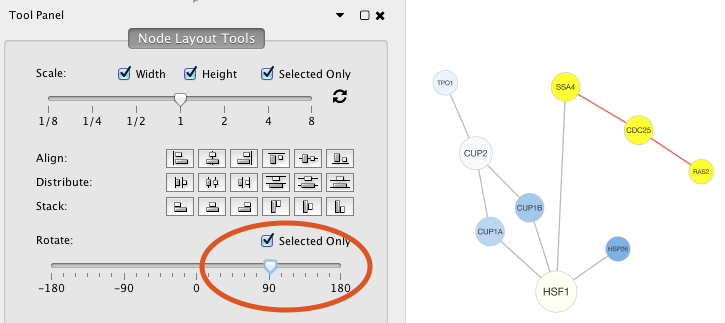 Tool Panel
Node Layout Tools
Scale: Width Height Selected Only
1/8 1/4 1/2 1 2 4 8
Align:
Distribute:
Stack:
Rotate: Selected Only
-180 -90 0 90 180
TPO1
SSA4
CDC25
CUP2
RAS2
CUP1B
CUP1A
HSP26
HSF1